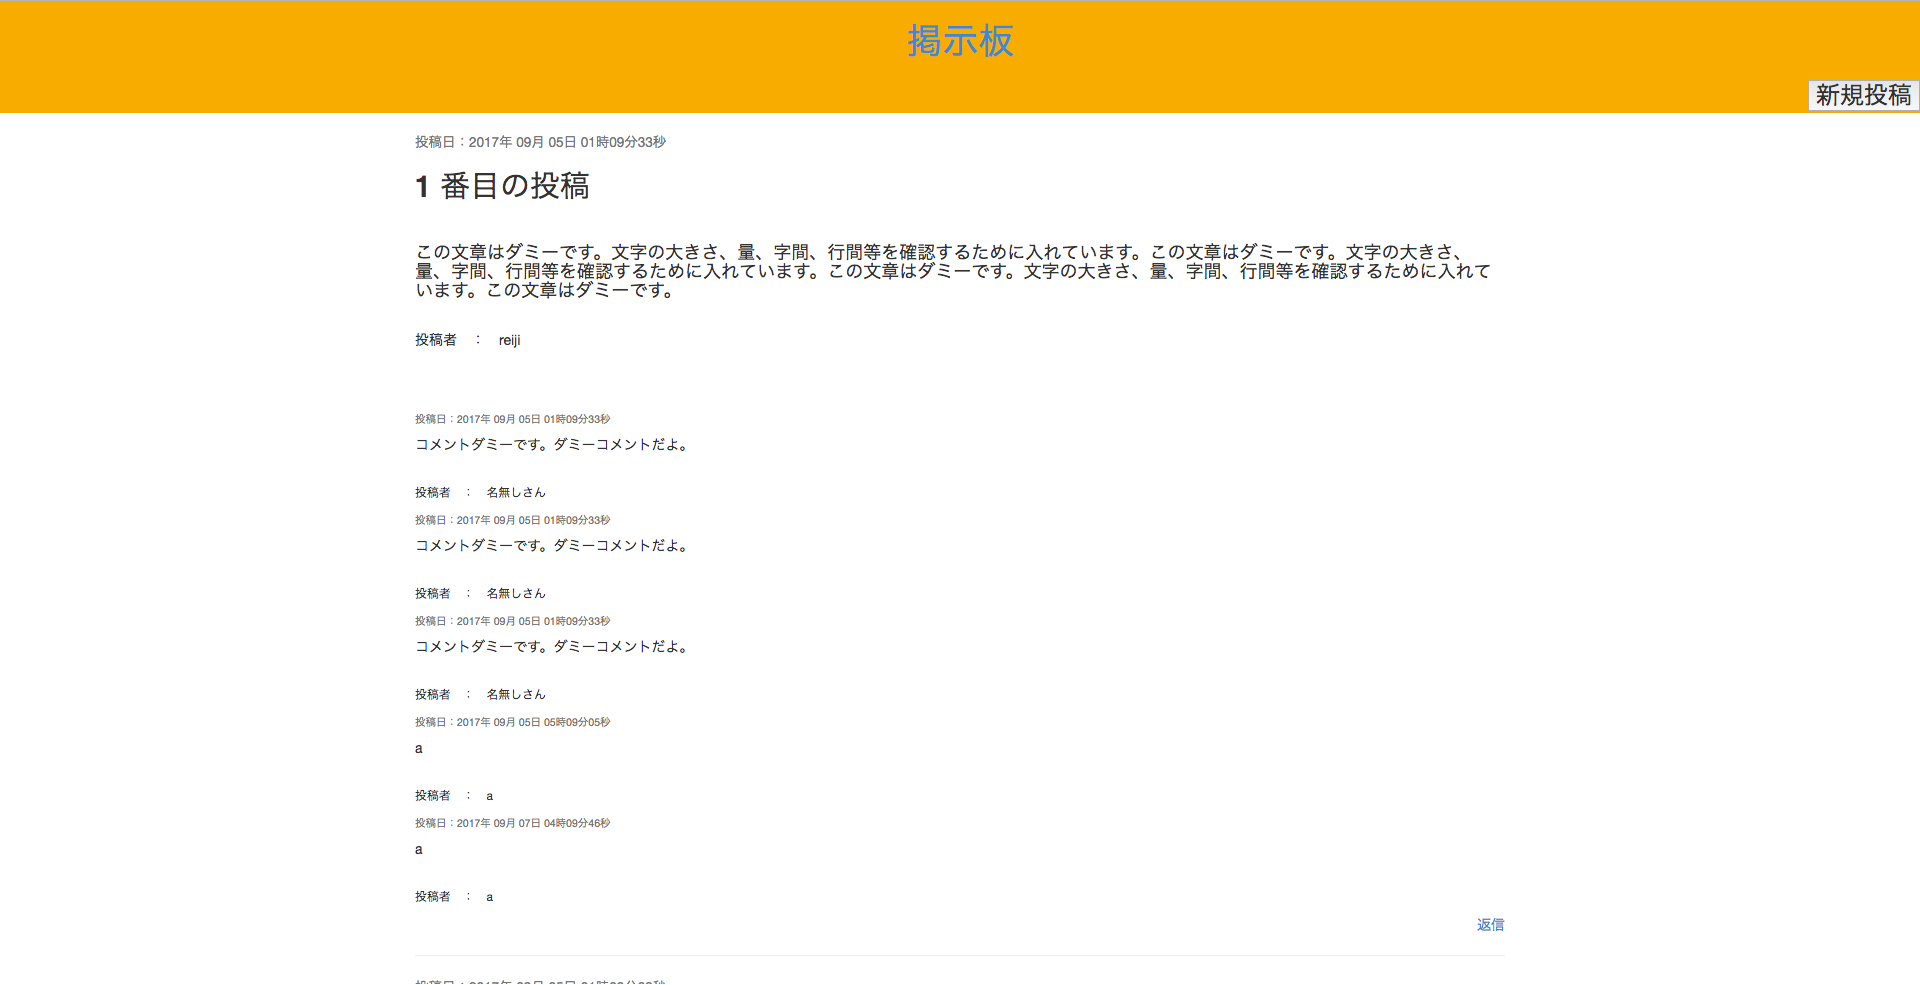 掲示板
新規投稿
投稿日：2017年 09月 05日 01時09分33秒
1 番目の投稿
この文章はダミーです。文字の大きさ、量、字間、行間等を確認するために入れています。この文章はダミーです。文字の大きさ、
量、字間、行間等を確認するために入れています。この文章はダミーです。文字の大きさ、量、字間、行間等を確認するために入れて
います。この文章はダミーです。
投稿者　：　reiji
投稿日：2017年 09月 05日 01時09分33秒
コメントダミーです。ダミーコメントだよ。
投稿者　：　名無しさん
投稿日：2017年 09月 05日 01時09分33秒
コメントダミーです。ダミーコメントだよ。
投稿者　：　名無しさん
投稿日：2017年 09月 05日 01時09分33秒
コメントダミーです。ダミーコメントだよ。
投稿者　：　名無しさん
投稿日：2017年 09月 05日 05時09分05秒
a
投稿者　：　a
投稿日：2017年 09月 07日 04時09分46秒
a
投稿者　：　a
返信